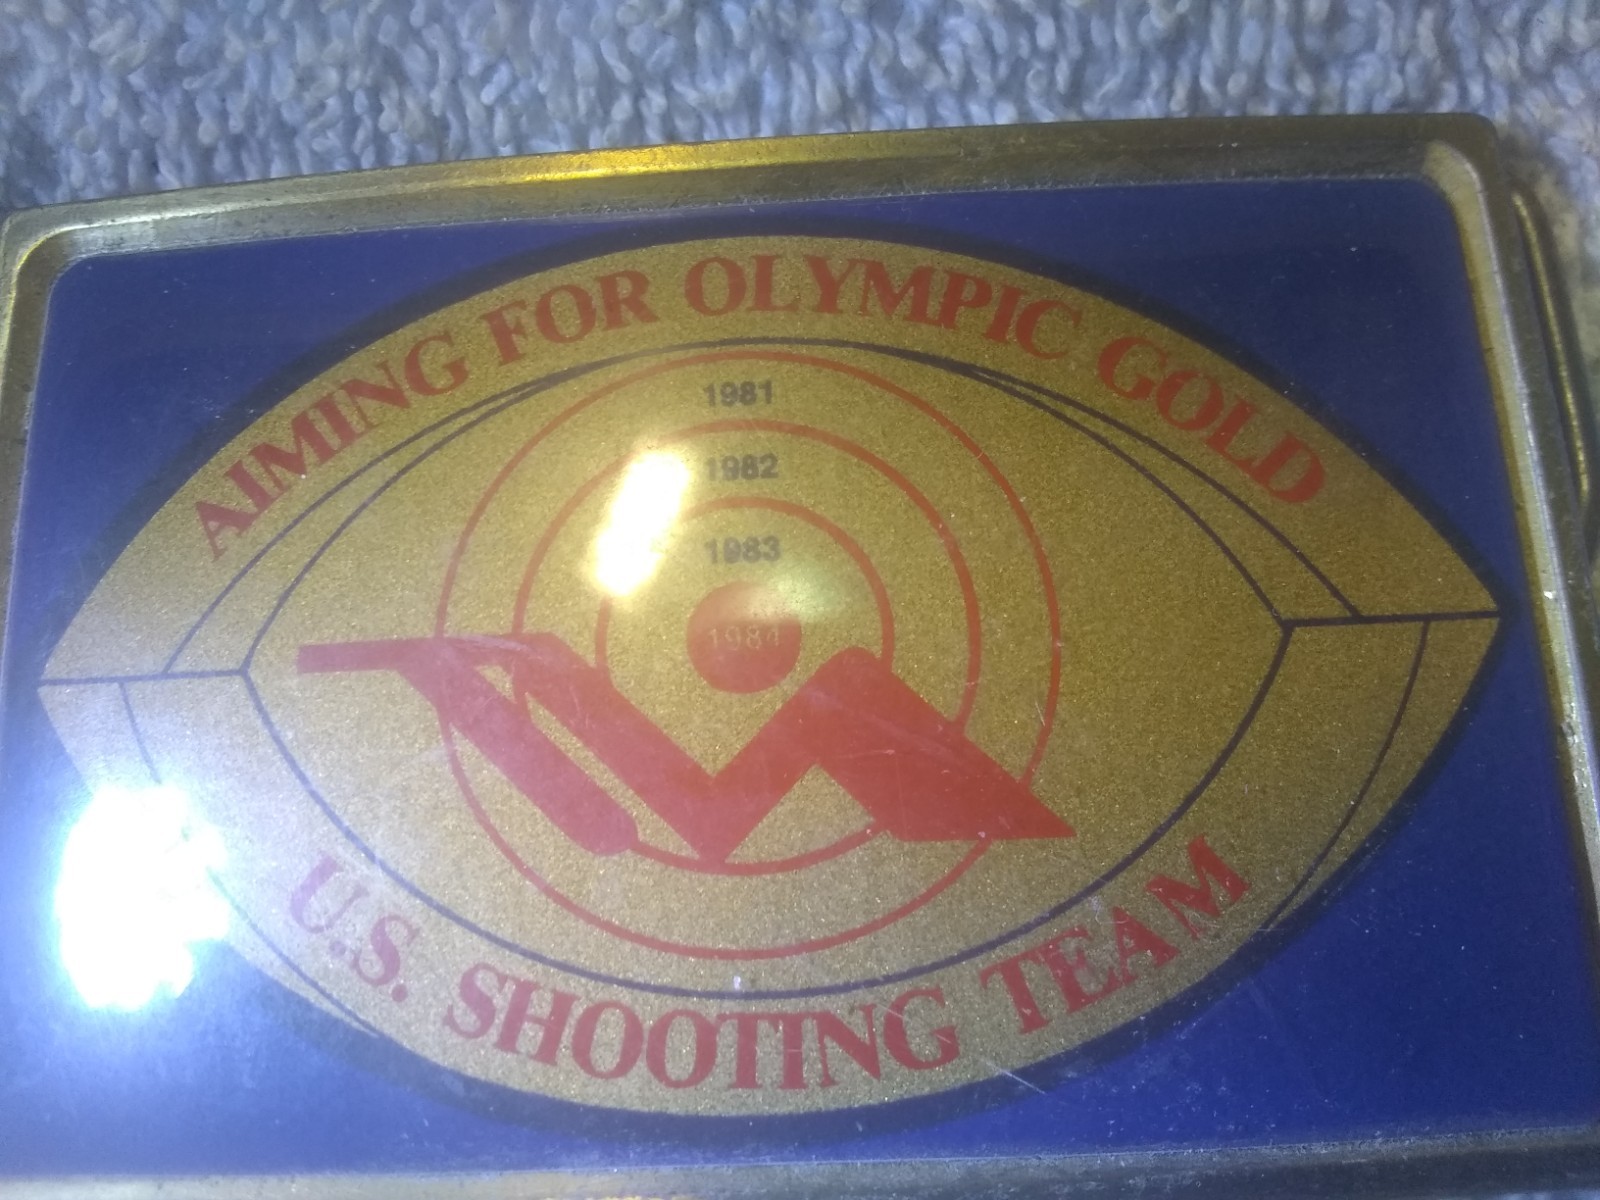 AIMING FOR OLYMPIC GOLD
1981
1982
1983
1984
U.S. SHOOTING TEAM